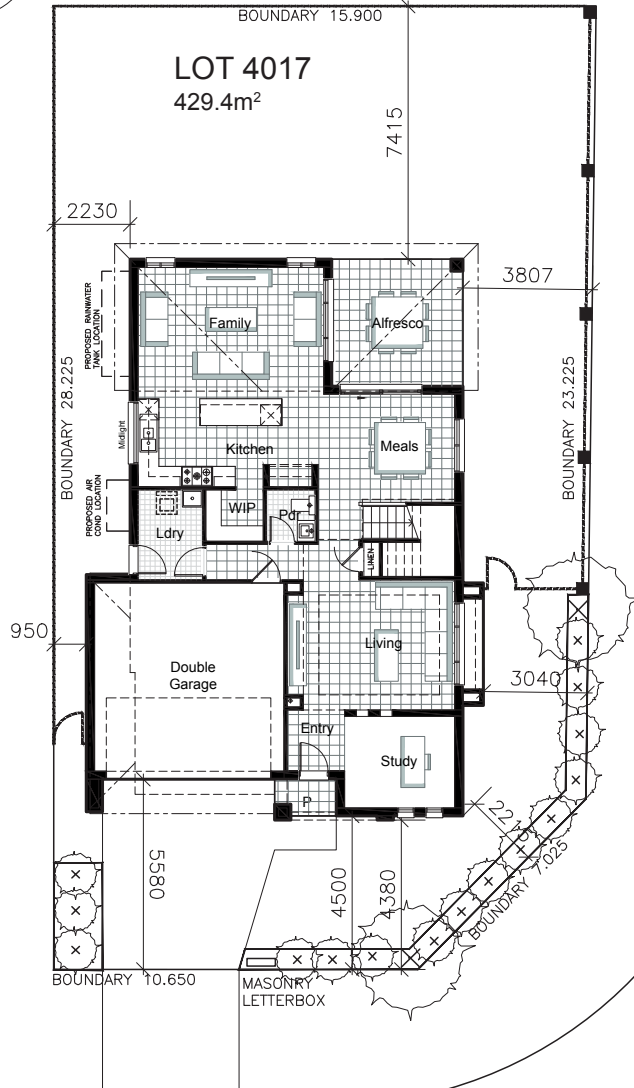 BOUNDARY 15.900
LOT 4017
429.4m²
7415
2230
3807
PROPOSED RAINWATER
TANK LOCATION
Family
Alfresco
BOUNDARY 28.225
BOUNDARY 23.225
Midlight
Kitchen
Meals
PROPOSED AIR
COND LOCATION
WIP
Pdr
Ldry
LINEN
950
Living
Double
Garage
3040
Entry
Study
P
2215
5580
4500
4380
BOUNDARY 7.025
BOUNDARY 10.650
MASONRY
LETTERBOX